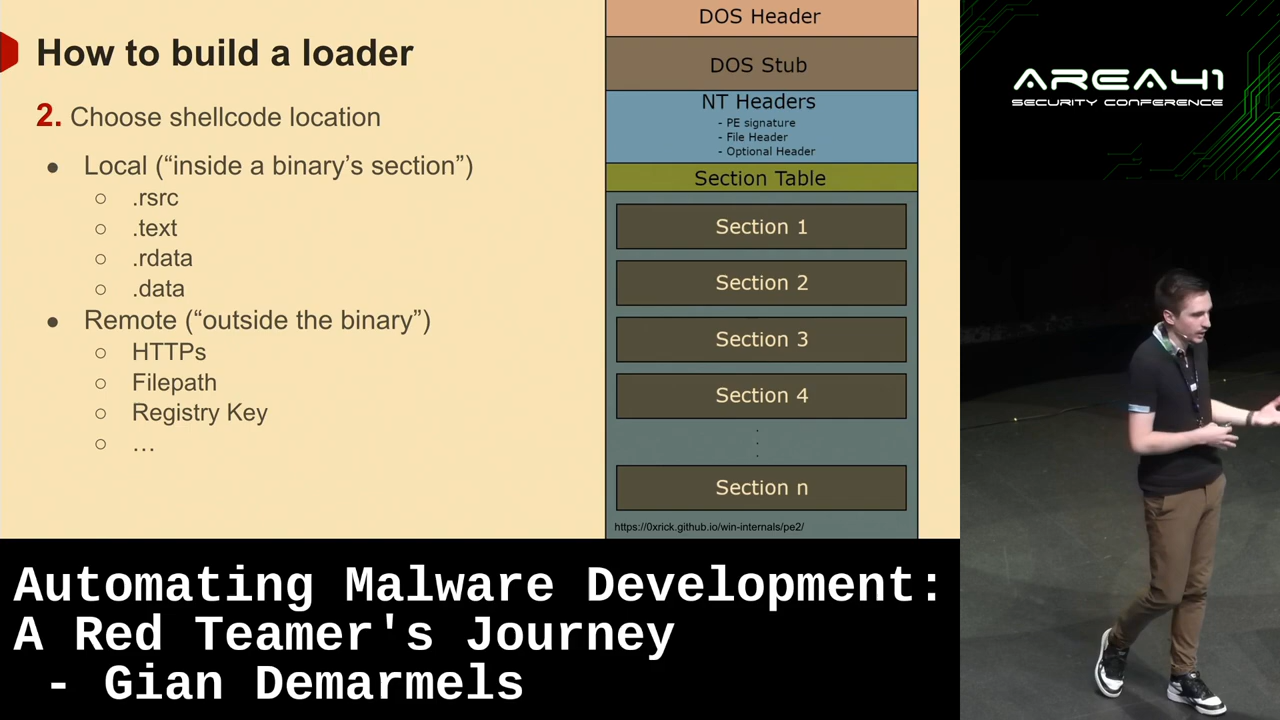 How to build a loader
2. Choose shellcode location
● Local (“inside a binary’s section”)
○ .rsrc
○ .text
○ .rdata
○ .data
● Remote (“outside the binary”)
○ HTTPs
○ Filepath
○ Registry Key
○ …
DOS Header
DOS Stub
NT Headers
- PE signature
- File Header
- Optional Header
Section Table
Section 1
Section 2
Section 3
Section 4
Section n
https://0xrick.github.io/win-internals/pe2/
AREA41
SECURITY CONFERENCE
Automating Malware Development:
A Red Teamer's Journey
- Gian Demarmels